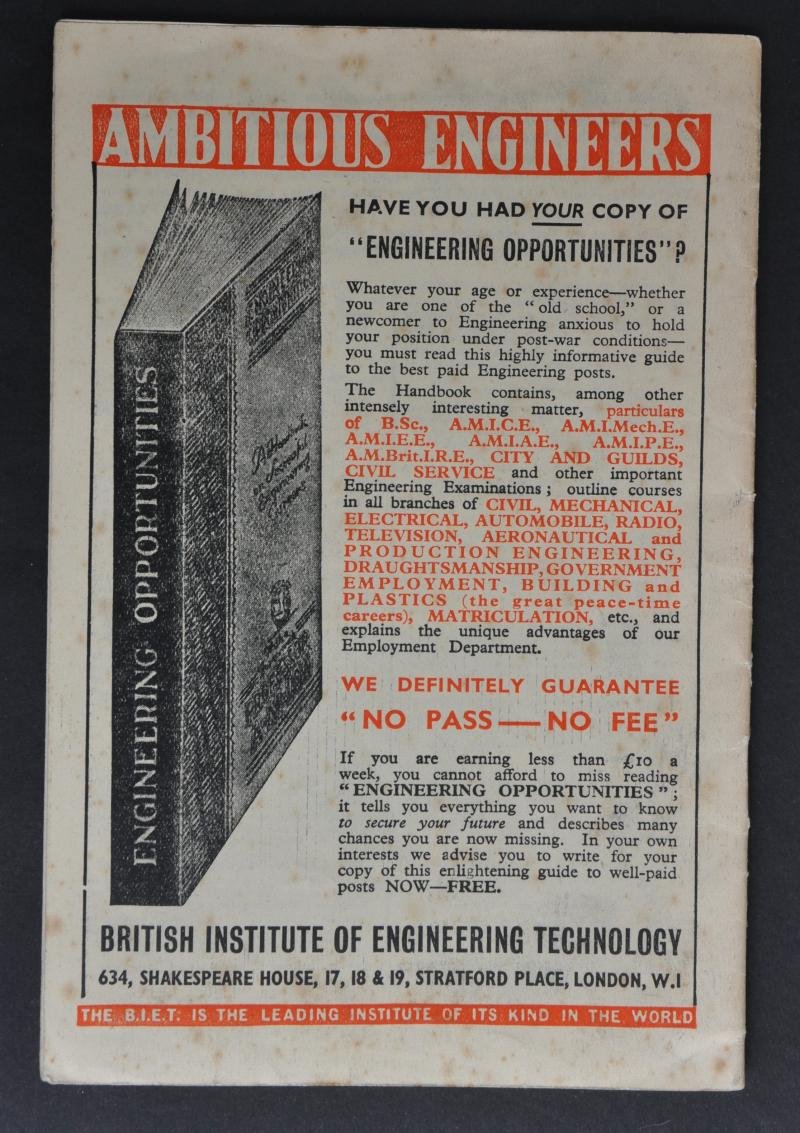 AMBITIOUS ENGINEERS
HAVE YOU HAD YOUR COPY OF
"ENGINEERING OPPORTUNITIES"?
Whatever your age or experience—whether
you are one of the "old school," or a
newcomer to Engineering anxious to hold
your position under post-war conditions—
you must read this highly informative guide
to the best paid Engineering posts.
The Handbook contains, among other
intensely interesting matter, particulars
of B.Sc., A.M.I.C.E., A.M.I.Mech.E.,
A.M.I.E.E., A.M.I.A.E., A.M.I.P.E.,
A.M.Brit.I.R.E., CITY AND GUILDS,
CIVIL SERVICE and other important
Engineering Examinations; outline courses
in all branches of CIVIL, MECHANICAL,
ELECTRICAL, AUTOMOBILE, RADIO,
TELEVISION, AERONAUTICAL and
PRODUCTION ENGINEERING,
DRAUGHTSMANSHIP, GOVERNMENT
EMPLOYMENT, BUILDING and
PLASTICS (the great peace-time
careers), MATRICULATION, etc., and
explains the unique advantages of our
Employment Department.
WE DEFINITELY GUARANTEE
"NO PASS—NO FEE"
If you are earning less than £10 a
week, you cannot afford to miss reading
"ENGINEERING OPPORTUNITIES";
it tells you everything you want to know
to secure your future and describes many
chances you are now missing. In your own
interests we advise you to write for your
copy of this enlightening guide to well-paid
posts NOW—FREE.
ENGINEERING OPPORTUNITIES
ENGINEERING
OPPORTUNITIES
A Handbook
on Successful
Engineering
Careers
BRITISH INSTITUTE OF ENGINEERING TECHNOLOGY
634, SHAKESPEARE HOUSE, 17, 18 & 19, STRATFORD PLACE, LONDON, W.1
THE B.I.E.T. IS THE LEADING INSTITUTE OF ITS KIND IN THE WORLD